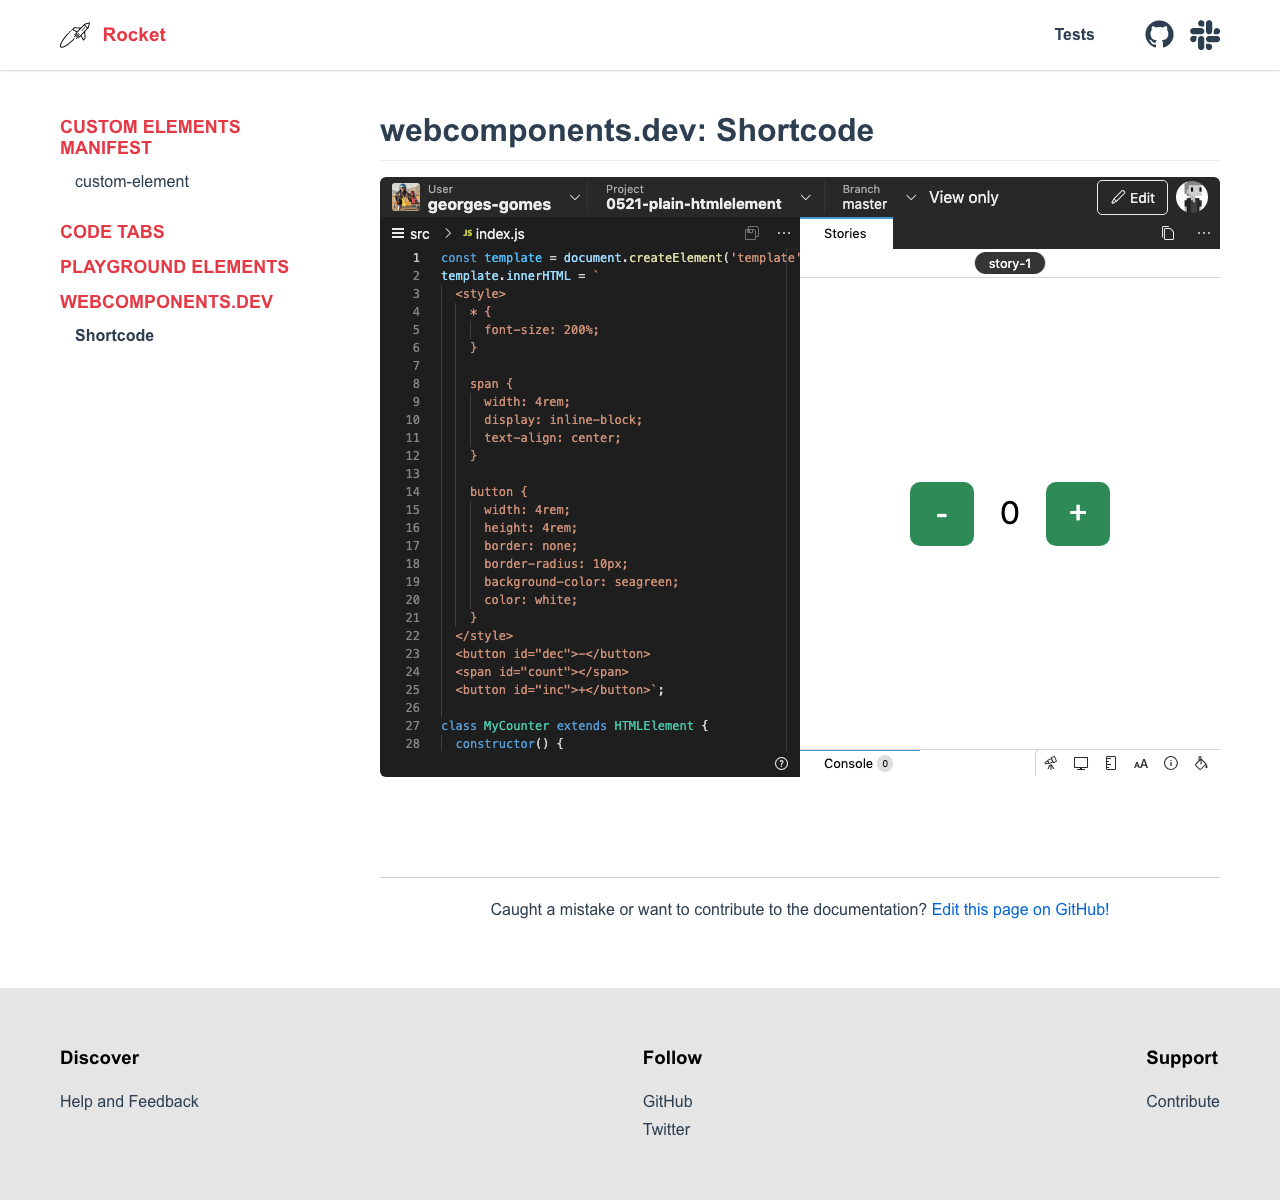 Rocket
Tests
CUSTOM ELEMENTS
MANIFEST
custom-element
CODE TABS
PLAYGROUND ELEMENTS
WEBCOMPONENTS.DEV
Shortcode
webcomponents.dev: Shortcode
User
georges-gomes
Project
0521-plain-htmlelement
Branch
master
View only
Edit
src
JS index.js
Stories
story-1
1 const template = document.createElement('template'
2 template.innerHTML = `
3 <style>
4 * {
5 font-size: 200%;
6 }
7
8 span {
9 width: 4rem;
10 display: inline-block;
11 text-align: center;
12 }
13
14 button {
15 width: 4rem;
16 height: 4rem;
17 border: none;
18 border-radius: 10px;
19 background-color: seagreen;
20 color: white;
21 }
22 </style>
23 <button id="dec">-</button>
24 <span id="count"></span>
25 <button id="inc">+</button>`;
26
27 class MyCounter extends HTMLElement {
28 constructor() {
- 0 +
Console 0
AA
Caught a mistake or want to contribute to the documentation? Edit this page on GitHub!
Discover
Help and Feedback
Follow
GitHub
Twitter
Support
Contribute